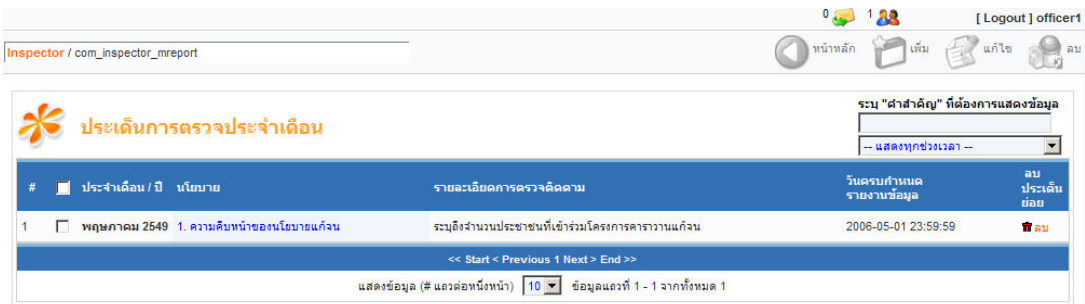 0 1 [ Logout ] officer1
Inspector / com_inspector_mreport
หน้าหลัก เพิ่ม แก้ไข ลบ
ระบุ "คำสำคัญ" ที่ต้องการแสดงข้อมูล
ประเด็นการตรวจประจำเดือน
-- แสดงทุกช่วงเวลา --
# ประจำเดือน / ปี นโยบาย รายละเอียดการตรวจติดตาม วันครบกำหนด รายงานข้อมูล ลบ ประเด็น ย่อย
1 พฤษภาคม 2549 1. ความคืบหน้าของนโยบายแก้จน ระบุถึงจำนวนประชาชนที่เข้าร่วมโครงการคาราวานแก้จน 2006-05-01 23:59:59 ลบ
<< Start < Previous 1 Next > End >>
แสดงข้อมูล (# แถวต่อหนึ่งหน้า) 10 ข้อมูลแถวที่ 1 - 1 จากทั้งหมด 1